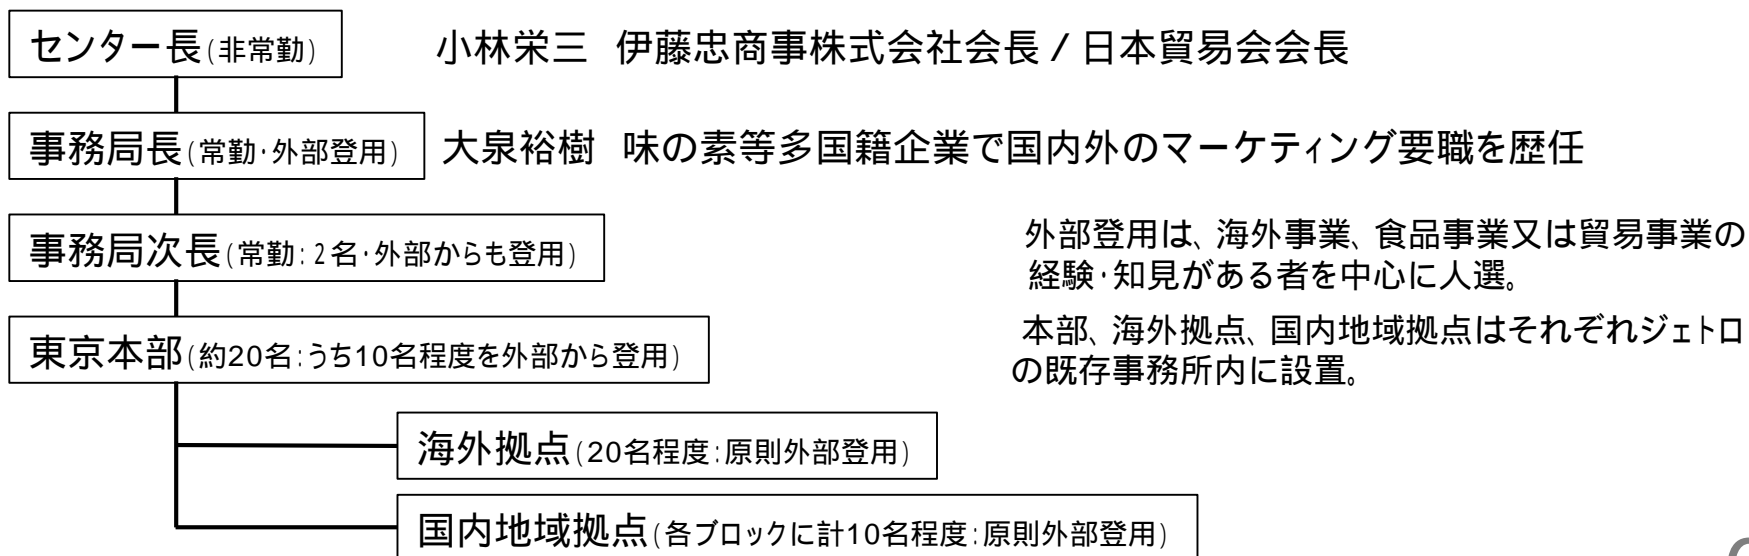 センター長(非常勤) 小林栄三 伊藤忠商事株式会社会長 / 日本貿易会会長
事務局長(常勤・外部登用) 大泉裕樹 味の素等多国籍企業で国内外のマーケティング要職を歴任
事務局次長(常勤:2名・外部からも登用)
外部登用は、海外事業、食品事業又は貿易事業の
経験・知見がある者を中心に人選。
本部、海外拠点、国内地域拠点はそれぞれジェトロ
の既存事務所内に設置。
東京本部(約20名:うち10名程度を外部から登用)
海外拠点(20名程度:原則外部登用)
国内地域拠点(各ブロックに計10名程度:原則外部登用)